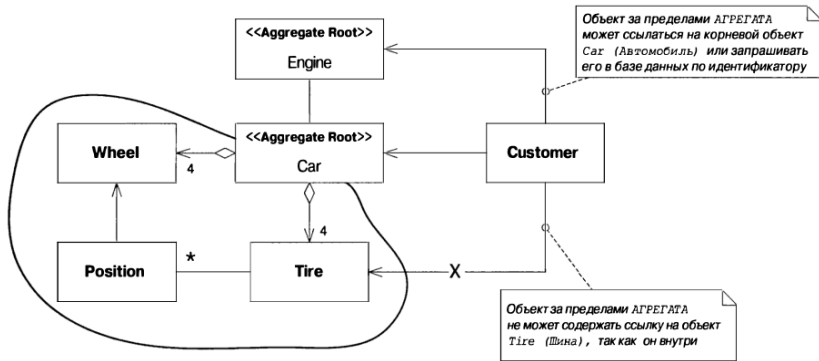 <<Aggregate Root>>
Engine
Объект за пределами АГРЕГАТА
может ссылаться на корневой объект
Car (Автомобиль) или запрашивать
его в базе данных по идентификатору
Wheel
4
<<Aggregate Root>>
Car
Customer
4
Position
*
Tire
X
Объект за пределами АГРЕГАТА
не может содержать ссылку на объект
Tire (Шина), так как он внутри